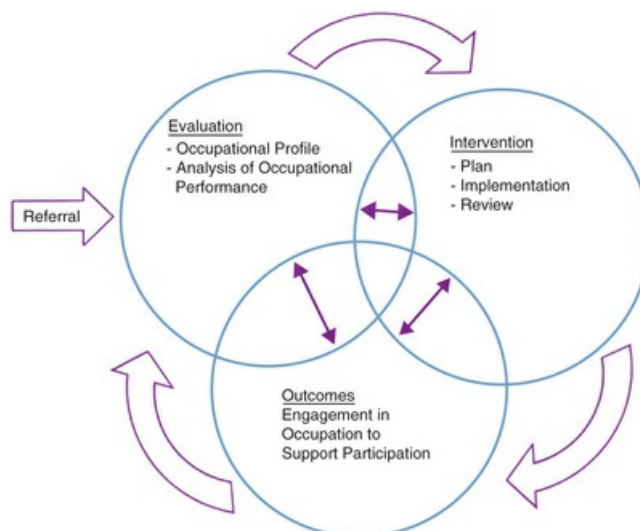 Evaluation
- Occupational Profile
- Analysis of Occupational
Performance
Intervention
- Plan
- Implementation
- Review
Referral
Outcomes
Engagement in
Occupation to
Support Participation